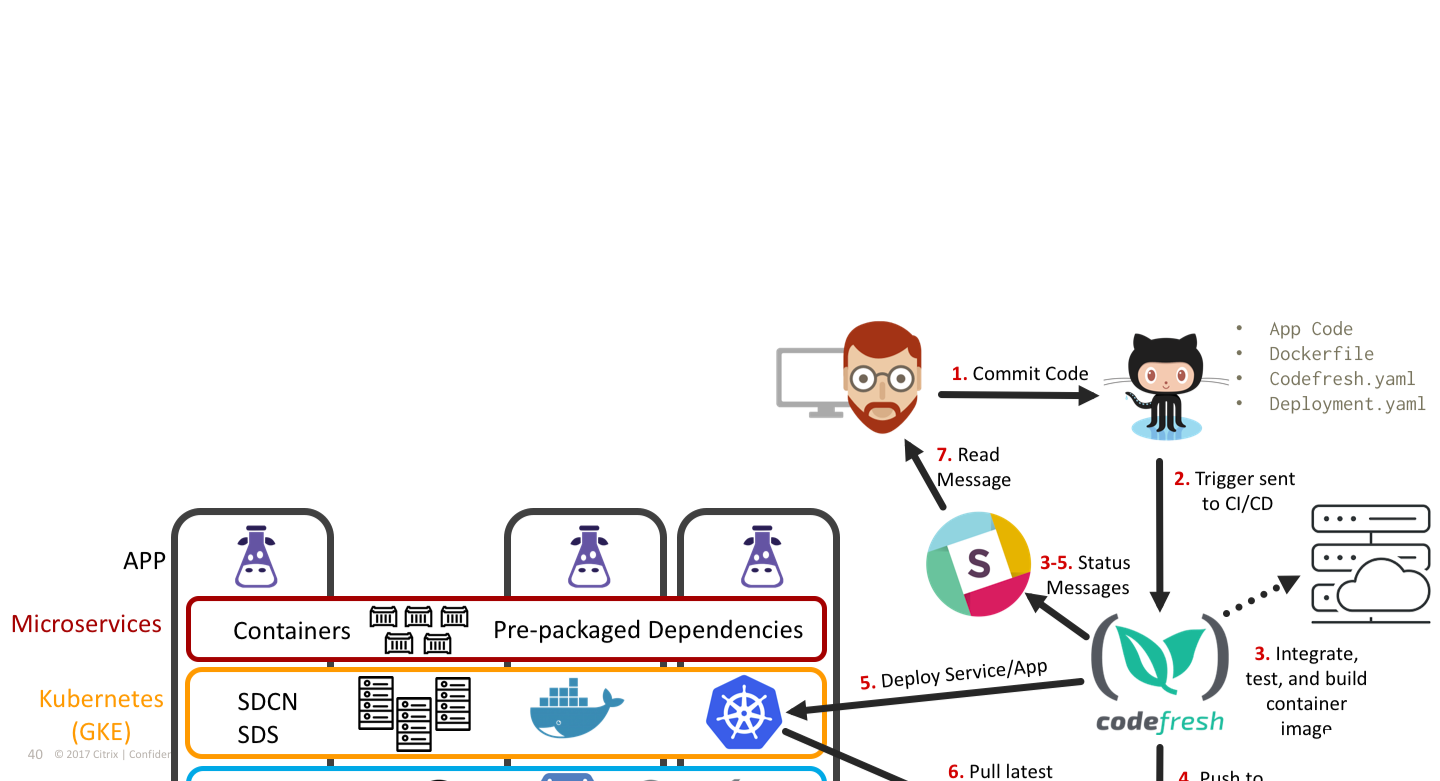 • App Code
• Dockerfile
• Codefresh.yaml
• Deployment.yaml
1. Commit Code
7. Read
Message
2. Trigger sent
to CI/CD
S
3-5. Status
Messages
APP
Microservices
Containers
Pre-packaged Dependencies
5. Deploy Service/App
3. Integrate,
test, and build
container
image
codefresh
Kubernetes
(GKE)
SDCN
SDS
40 © 2017 Citrix | Confiden
6. Pull latest
4. Push to